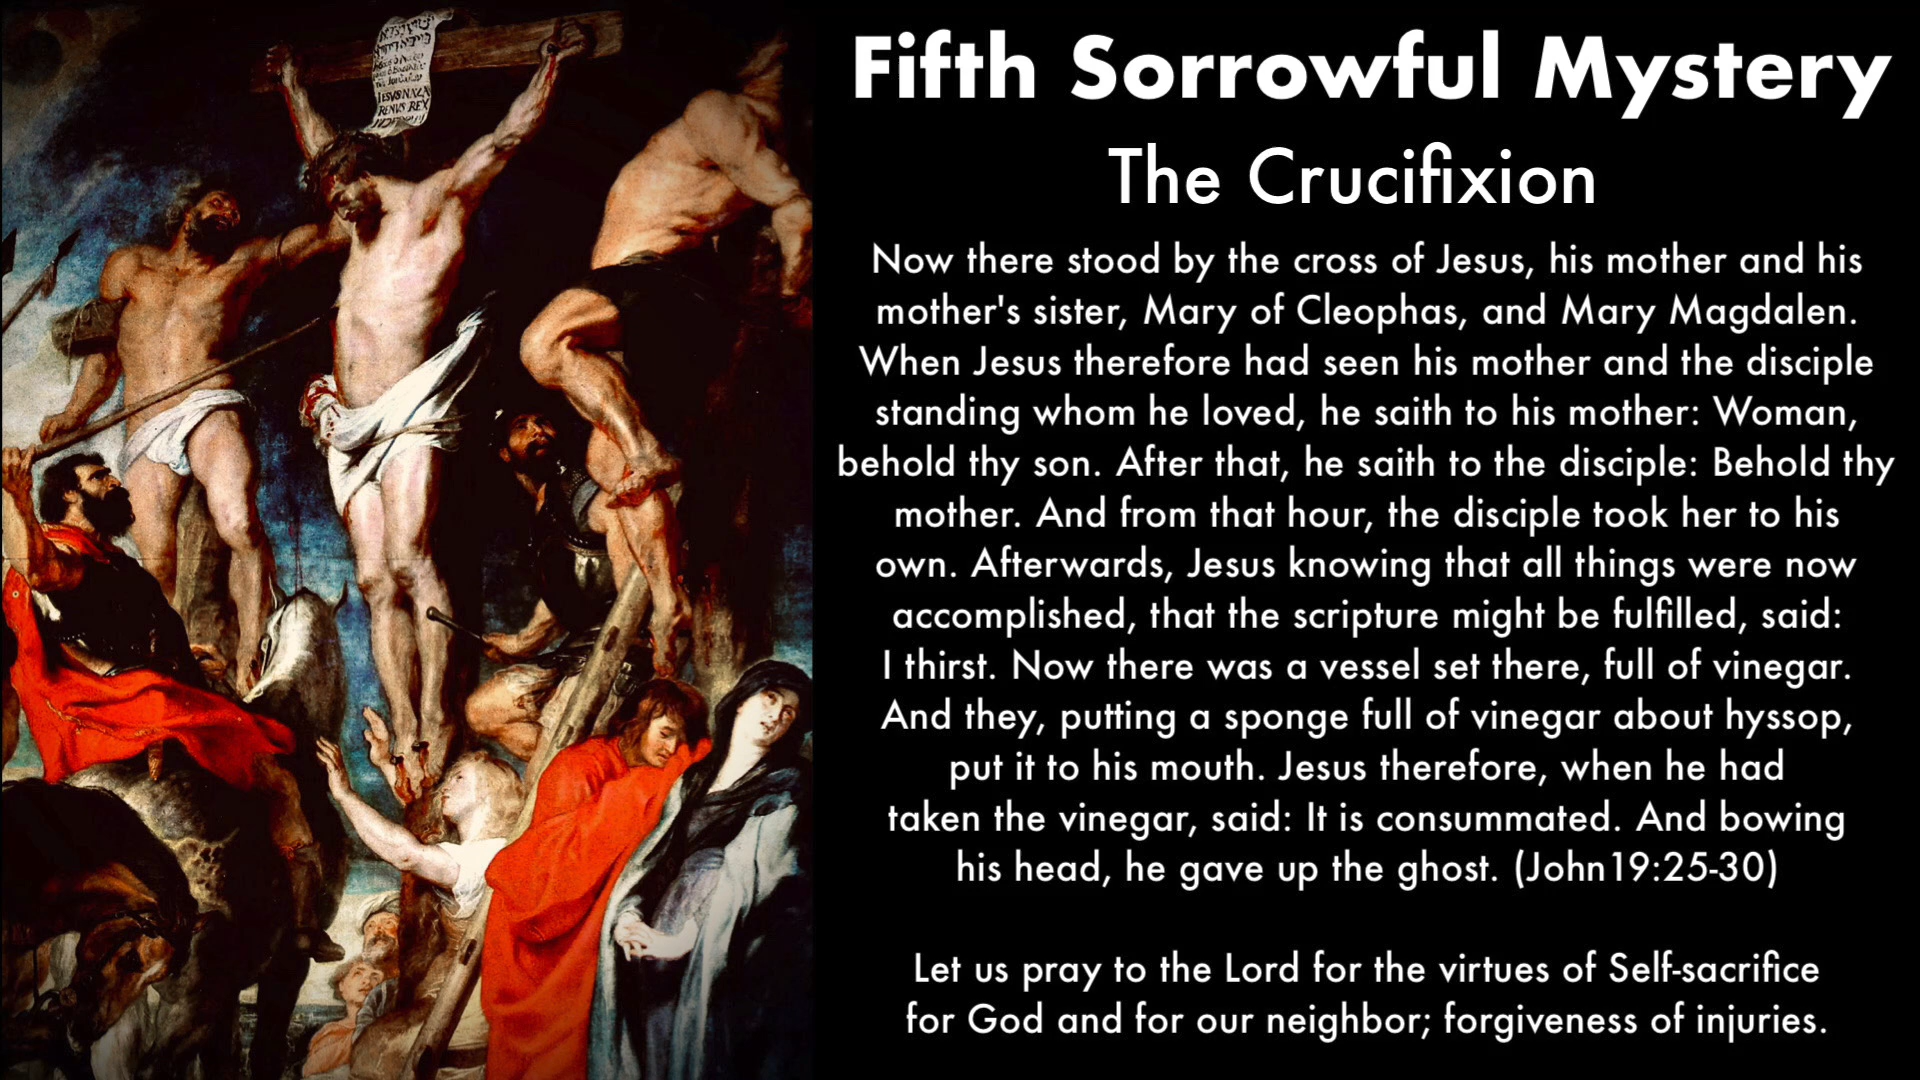 Fifth Sorrowful Mystery
The Crucifixion
Now there stood by the cross of Jesus, his mother and his
mother's sister, Mary of Cleophas, and Mary Magdalen.
When Jesus therefore had seen his mother and the disciple
standing whom he loved, he saith to his mother: Woman,
behold thy son. After that, he saith to the disciple: Behold thy
mother. And from that hour, the disciple took her to his
own. Afterwards, Jesus knowing that all things were now
accomplished, that the scripture might be fulfilled, said:
I thirst. Now there was a vessel set there, full of vinegar.
And they, putting a sponge full of vinegar about hyssop,
put it to his mouth. Jesus therefore, when he had
taken the vinegar, said: It is consummated. And bowing
his head, he gave up the ghost. (John19:25-30)
Let us pray to the Lord for the virtues of Self-sacrifice
for God and for our neighbor; forgiveness of injuries.
IESVS NAZA
RENVS REX